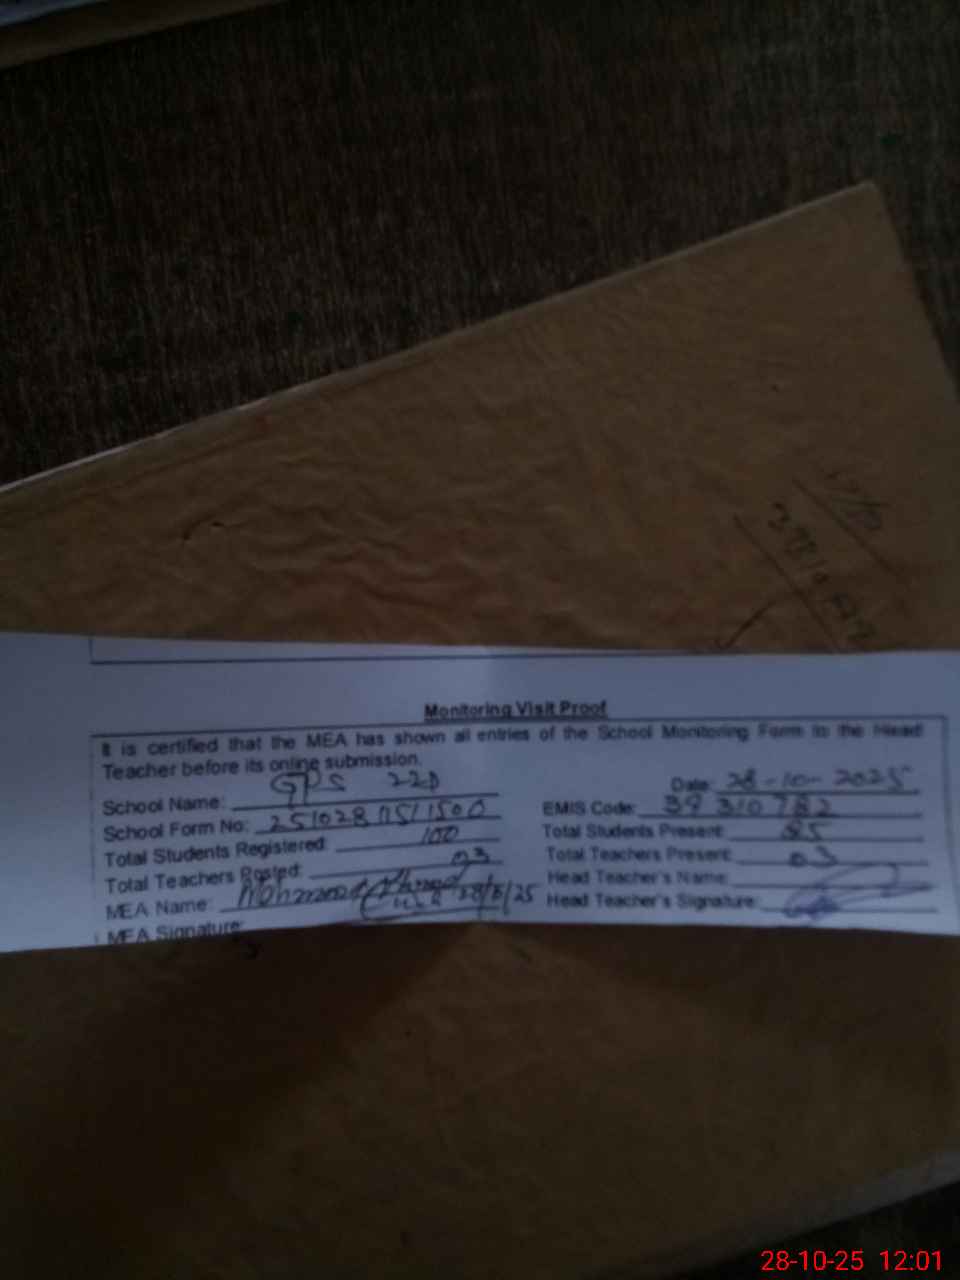 Monitoring Visit Proof
It is certified that the MEA has shown all entries of the School Monitoring Form to the Head
Teacher before its online submission.
School Name: GPS 22D
Date: 28-10-2025
School Form No: 25102811511500
EMIS Code: 39310782
Total Students Registered: 100
Total Students Present: 85
Total Teachers Posted: 03
Total Teachers Present: 03
MEA Name: Mohammad
Head Teacher's Name:
MEA Signature:
Head Teacher's Signature:
28-10-25 12:01